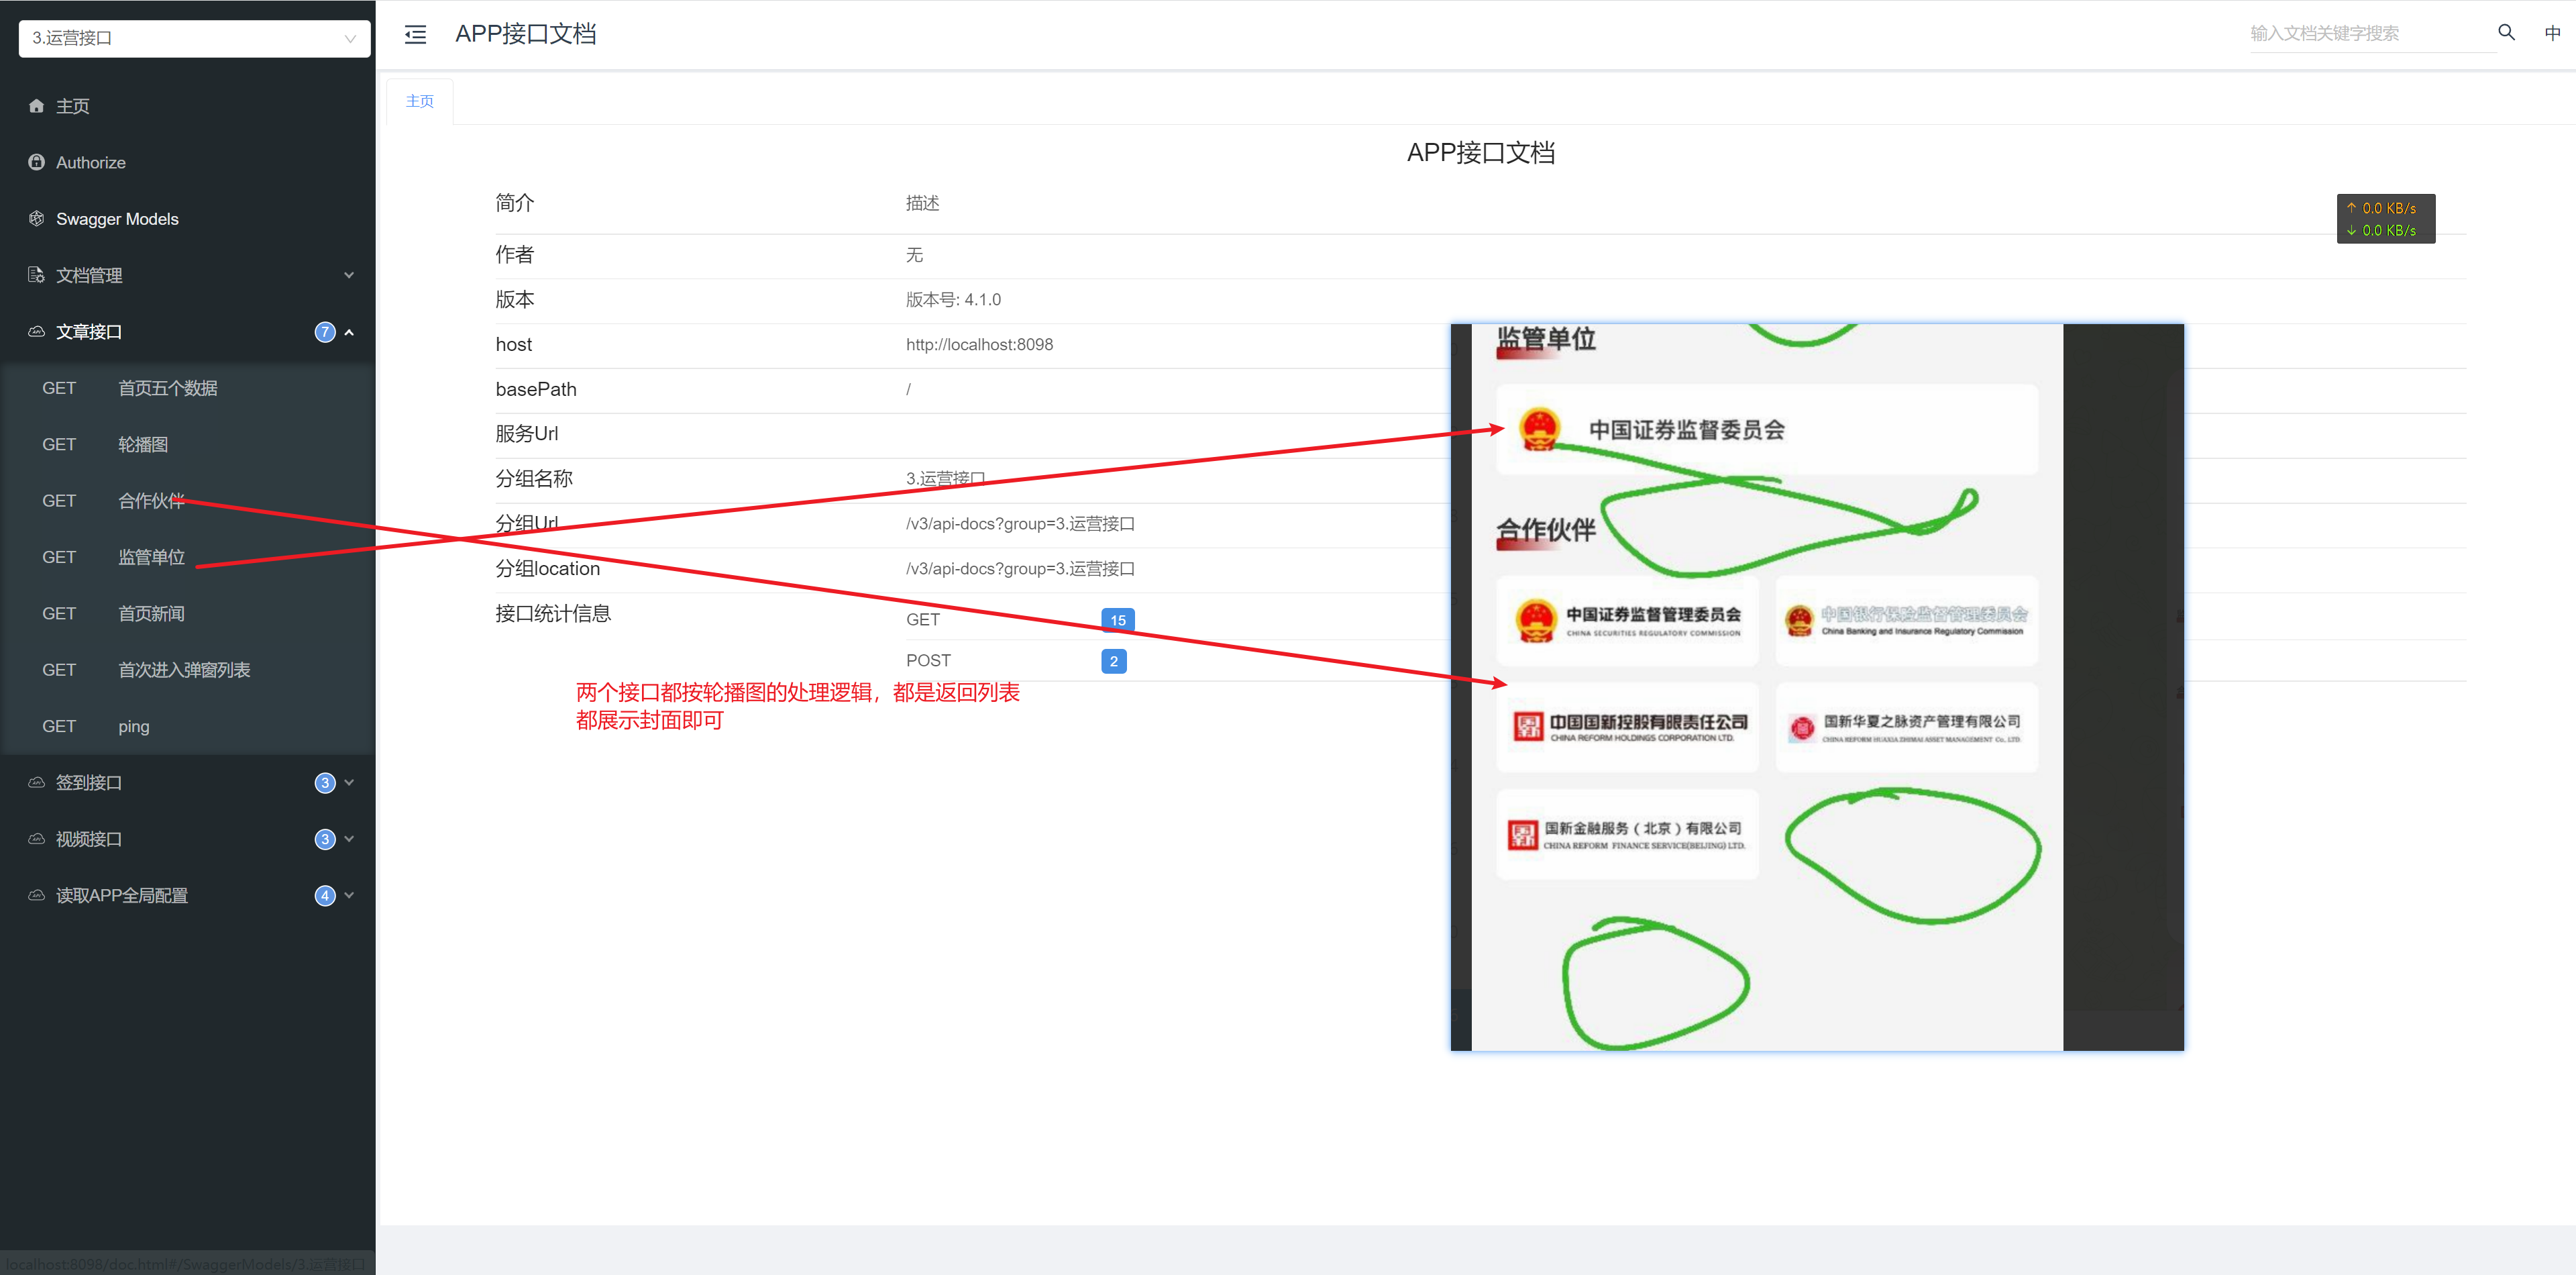 3.运营接口
APP接口文档
输入文档关键字搜索
中
主页
Authorize
Swagger Models
文档管理
文章接口
7
GET 首页五个数据
GET 轮播图
GET 合作伙伴
GET 监管单位
GET 首页新闻
GET 首次进入弹窗列表
GET ping
签到接口
3
视频接口
3
读取APP全局配置
4
localhost:8098/doc.html#/SwaggerModels/3.运营接口
主页
APP接口文档
简介 描述
作者 无
版本 版本号: 4.1.0
host http://localhost:8098
basePath /
服务Url
分组名称 3.运营接口
分组Url /v3/api-docs?group=3.运营接口
分组location /v3/api-docs?group=3.运营接口
接口统计信息 GET 15
POST 2
两个接口都按轮播图的处理逻辑，都是返回列表
都展示封面即可
↑ 0.0 KB/s
↓ 0.0 KB/s
监管单位
中国证券监督委员会
合作伙伴
中国证券监督管理委员会
CHINA SECURITIES REGULATORY COMMISSION
中国银行保险监督管理委员会
China Banking and Insurance Regulatory Commission
中国国新控股有限责任公司
CHINA REFORM HOLDINGS CORPORATION LTD.
国新华夏之脉资产管理有限公司
CHINA REFORM HUAXIA ZHIMAI ASSET MANAGEMENT Co., LTD.
国新金融服务（北京）有限公司
CHINA REFORM FINANCE SERVICE(BEIJING) LTD.